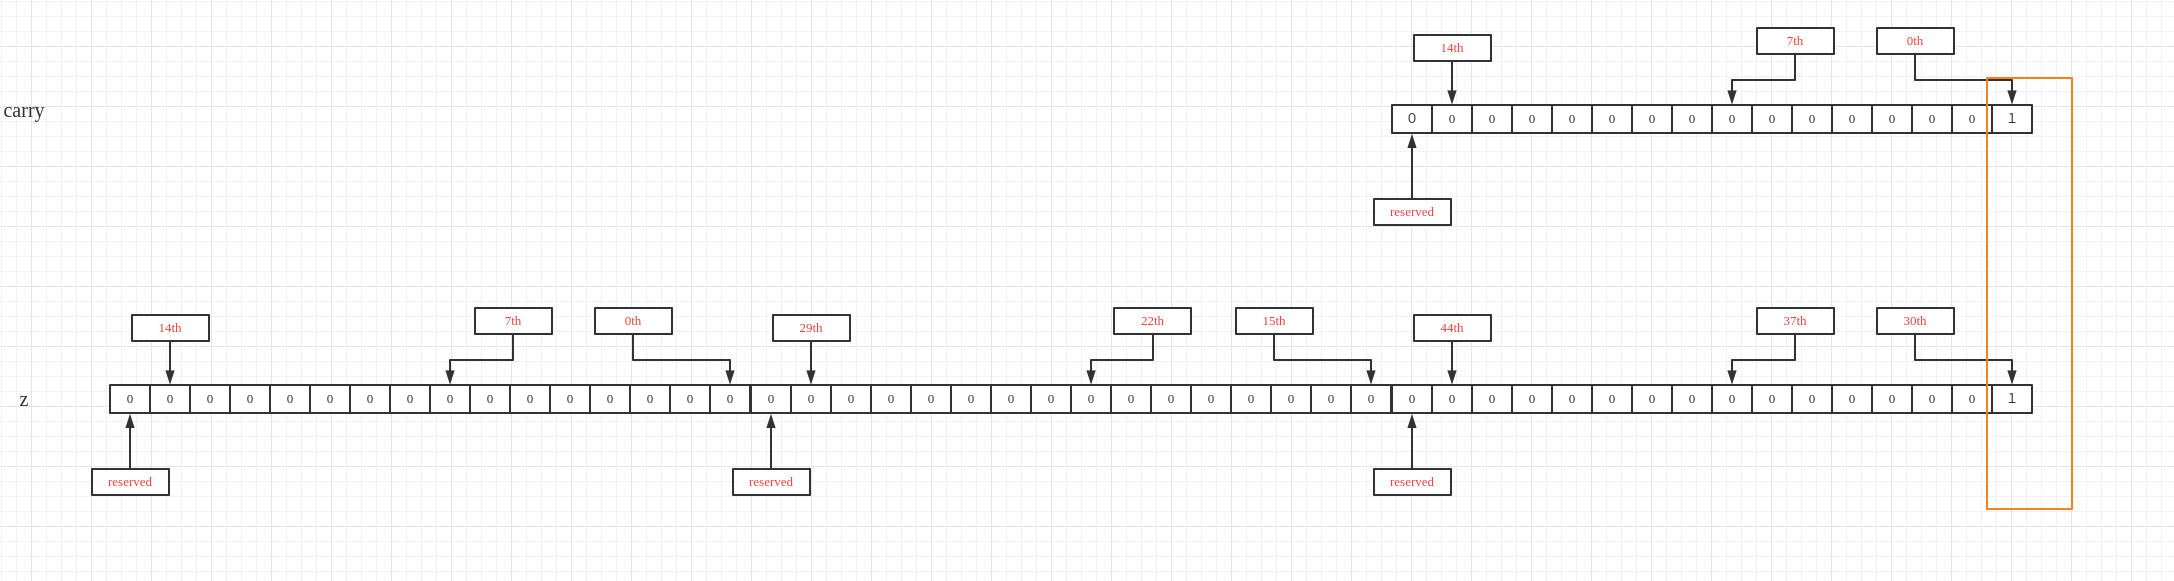 14th 7th 0th
carry 0 0 0 0 0 0 0 0 0 0 0 0 0 0 0 1
reserved
14th 7th 0th 29th 22th 15th 44th 37th 30th
z 0 0 0 0 0 0 0 0 0 0 0 0 0 0 0 0 0 0 0 0 0 0 0 0 0 0 0 0 0 0 0 0 0 0 0 0 0 0 0 0 0 0 0 0 0 0 0 1
reserved reserved reserved